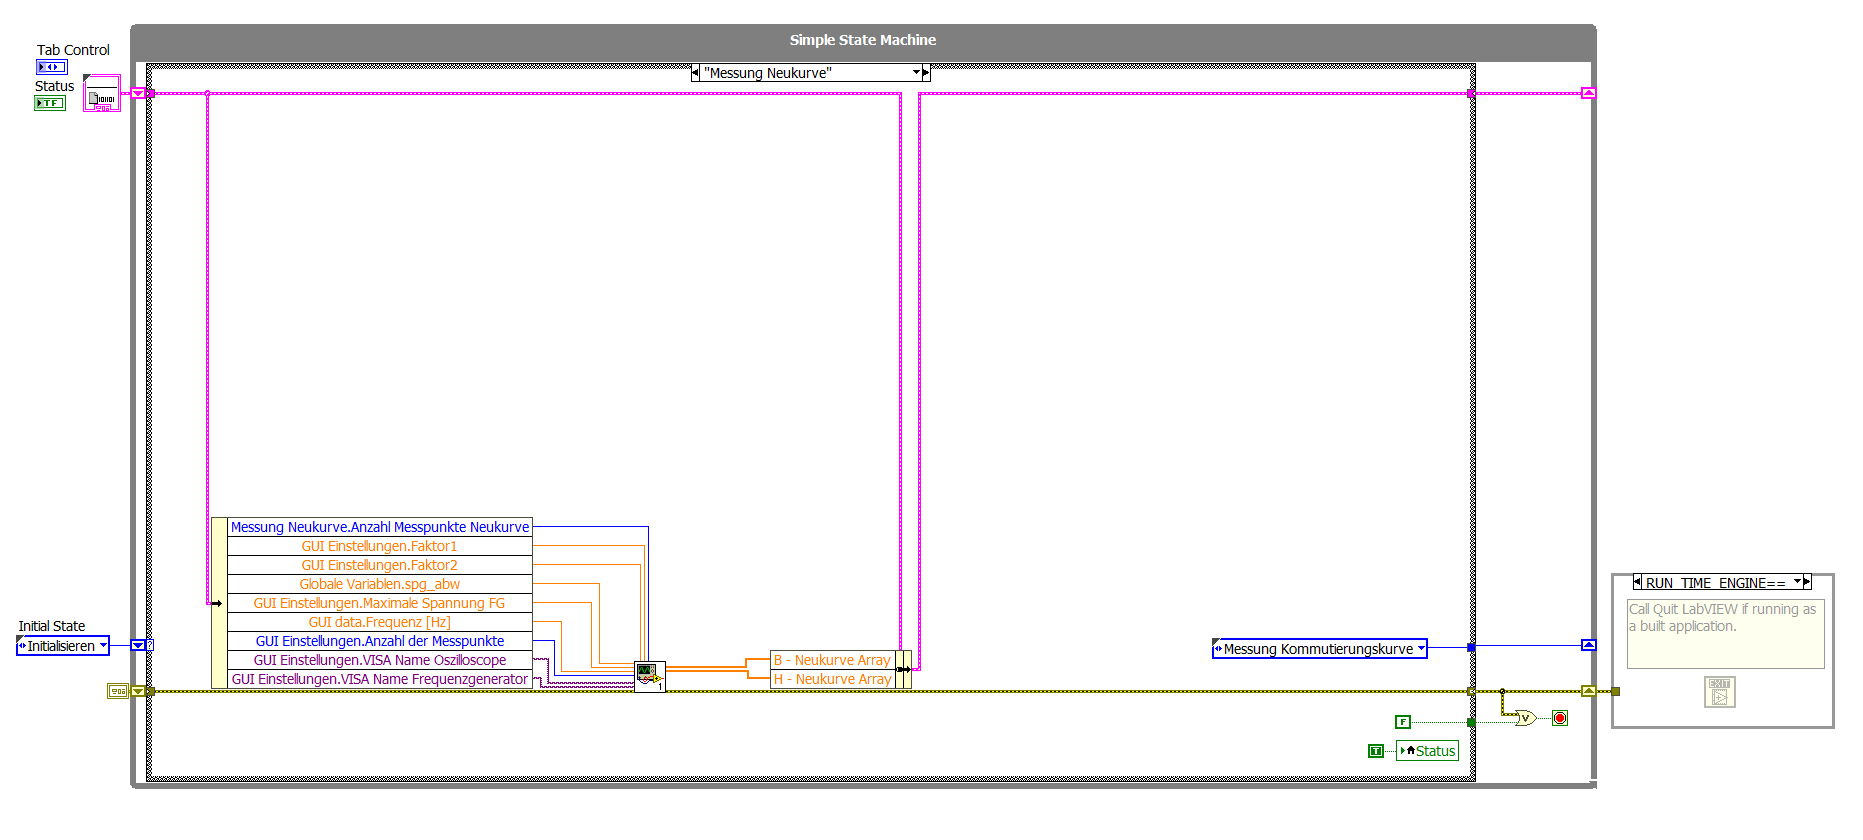 Simple State Machine
Tab Control
Status
TF
"Messung Neukurve"
Messung Neukurve.Anzahl Messpunkte Neukurve
GUI Einstellungen.Faktor1
GUI Einstellungen.Faktor2
Globale Variablen.spg_abw
GUI Einstellungen.Maximale Spannung FG
GUI data.Frequenz [Hz]
GUI Einstellungen.Anzahl der Messpunkte
GUI Einstellungen.VISA Name Oszilloscope
GUI Einstellungen.VISA Name Frequenzgenerator
1
B - Neukurve Array
H - Neukurve Array
Initial State
Initialisieren
?
Messung Kommutierungskurve
F
V
T
Status
RUN_TIME_ENGINE==
Call Quit LabVIEW if running as
a built application.
EXIT